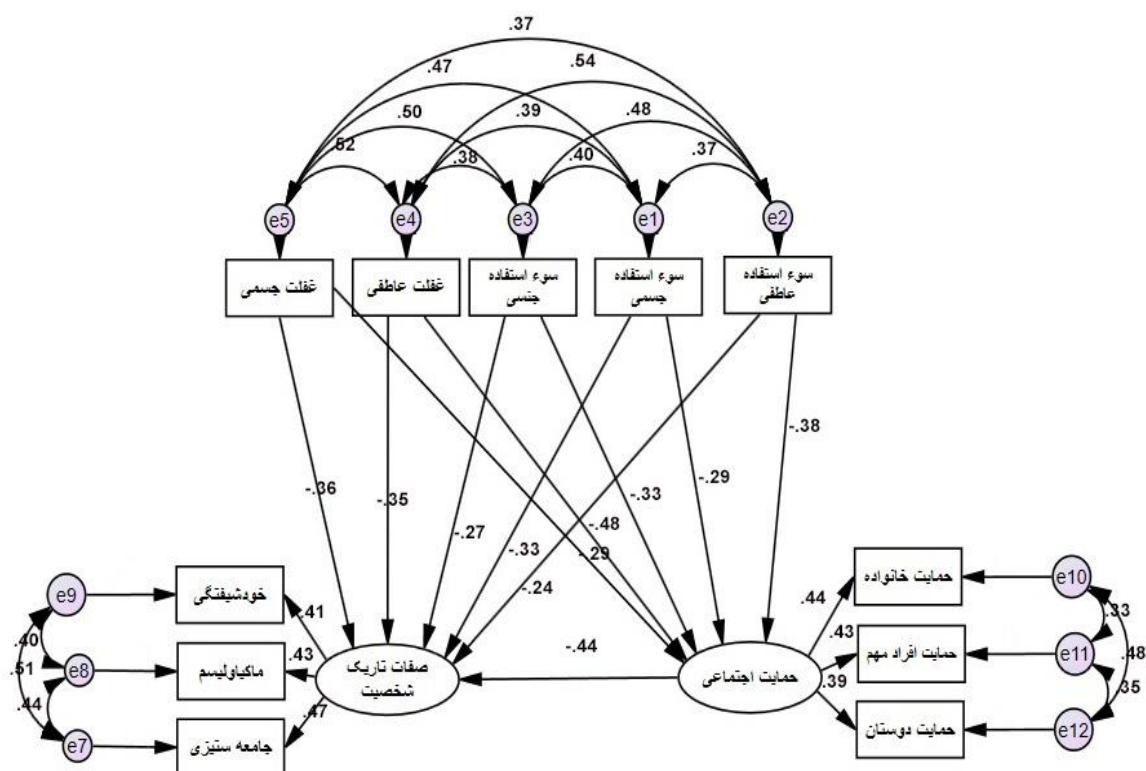 .37
.47
.54
.50
.39
.48
.52
.38
.40
.37
e5
e4
e3
e1
e2
غفلت جسمی
غفلت عاطفی
سوء استفاده
جنسی
سوء استفاده
جسمی
سوء استفاده
عاطفی
-.38
-.36
-.35
-.33
-.29
-.27
-.48
-.33
-.29
-.24
e9
خودشیفتگی
.41
.40
.51
e8
ماکیاولیسم
.43
.44
e7
جامعه ستیزی
.47
صفات تاریک
شخصیت
-.44
حمایت اجتماعی
.44
حمایت خانواده
e10
.33
.43
حمایت افراد مهم
e11
.48
.39
.35
حمایت دوستان
e12